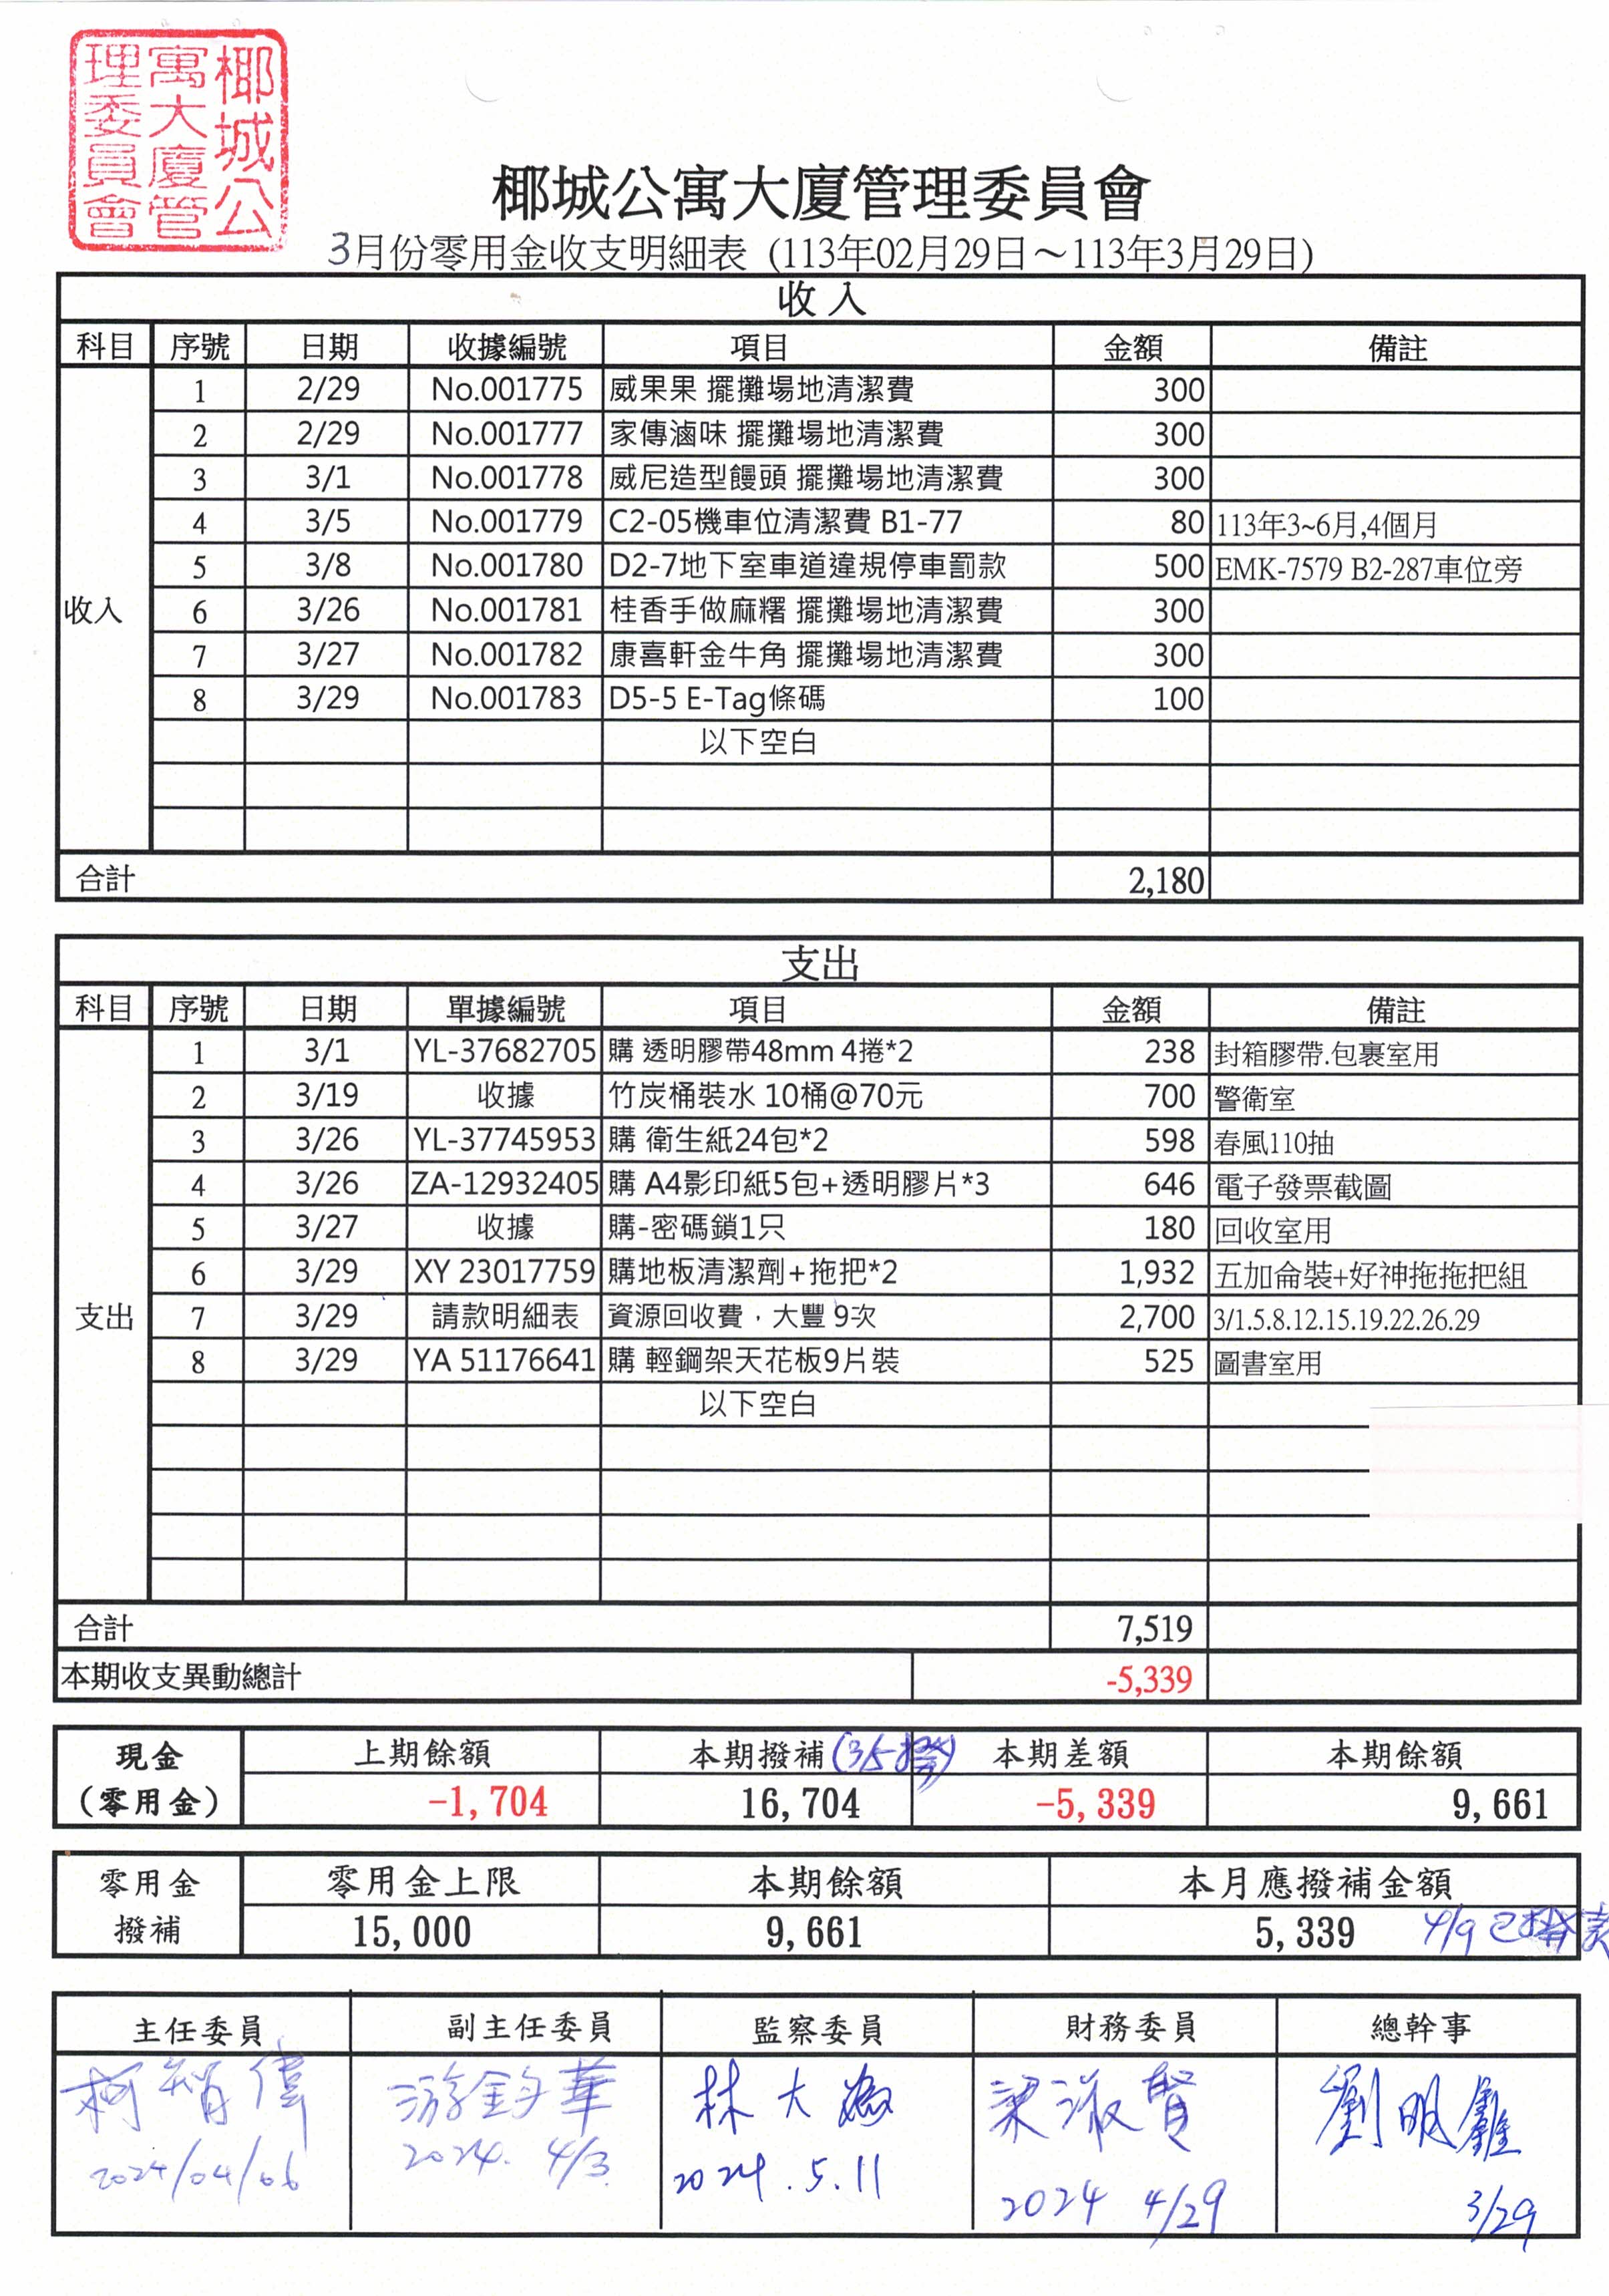 椰城公寓大廈管理委員會
椰城公寓大廈管理委員會
3月份零用金收支明細表 (113年02月29日～113年3月29日)
收入
科目 序號 日期 收據編號 項目 金額 備註
收入
1 2/29 No.001775 威果果 擺攤場地清潔費 300
2 2/29 No.001777 家傳滷味 擺攤場地清潔費 300
3 3/1 No.001778 威尼造型饅頭 擺攤場地清潔費 300
4 3/5 No.001779 C2-05機車位清潔費 B1-77 80 113年3~6月,4個月
5 3/8 No.001780 D2-7地下室車道違規停車罰款 500 EMK-7579 B2-287車位旁
6 3/26 No.001781 桂香手做麻糬 擺攤場地清潔費 300
7 3/27 No.001782 康喜軒金牛角 擺攤場地清潔費 300
8 3/29 No.001783 D5-5 E-Tag條碼 100
以下空白
合計 2,180
支出
科目 序號 日期 單據編號 項目 金額 備註
支出
1 3/1 YL-37682705 購 透明膠帶48mm 4捲*2 238 封箱膠帶.包裹室用
2 3/19 收據 竹炭桶裝水 10桶@70元 700 警衛室
3 3/26 YL-37745953 購 衛生紙24包*2 598 春風110抽
4 3/26 ZA-12932405 購 A4影印紙5包+透明膠片*3 646 電子發票截圖
5 3/27 收據 購-密碼鎖1只 180 回收室用
6 3/29 XY 23017759 購地板清潔劑+拖把*2 1,932 五加侖裝+好神拖拖把組
7 3/29 請款明細表 資源回收費，大豐 9次 2,700 3/1.5.8.12.15.19.22.26.29
8 3/29 YA 51176641 購 輕鋼架天花板9片裝 525 圖書室用
以下空白
合計 7,519
本期收支異動總計 -5,339
現金（零用金） 上期餘額 本期撥補 (3/5撥) 本期差額 本期餘額
-1,704 16,704 -5,339 9,661
零用金撥補 零用金上限 本期餘額 本月應撥補金額
15,000 9,661 5,339 4/9 已撥款
主任委員 副主任委員 監察委員 財務委員 總幹事
柯智偉 游鈞華 林大為 梁淑賢 劉明鑫
2024/04/06 2024. 4/3 2024.5.11 2024 4/29 3/29